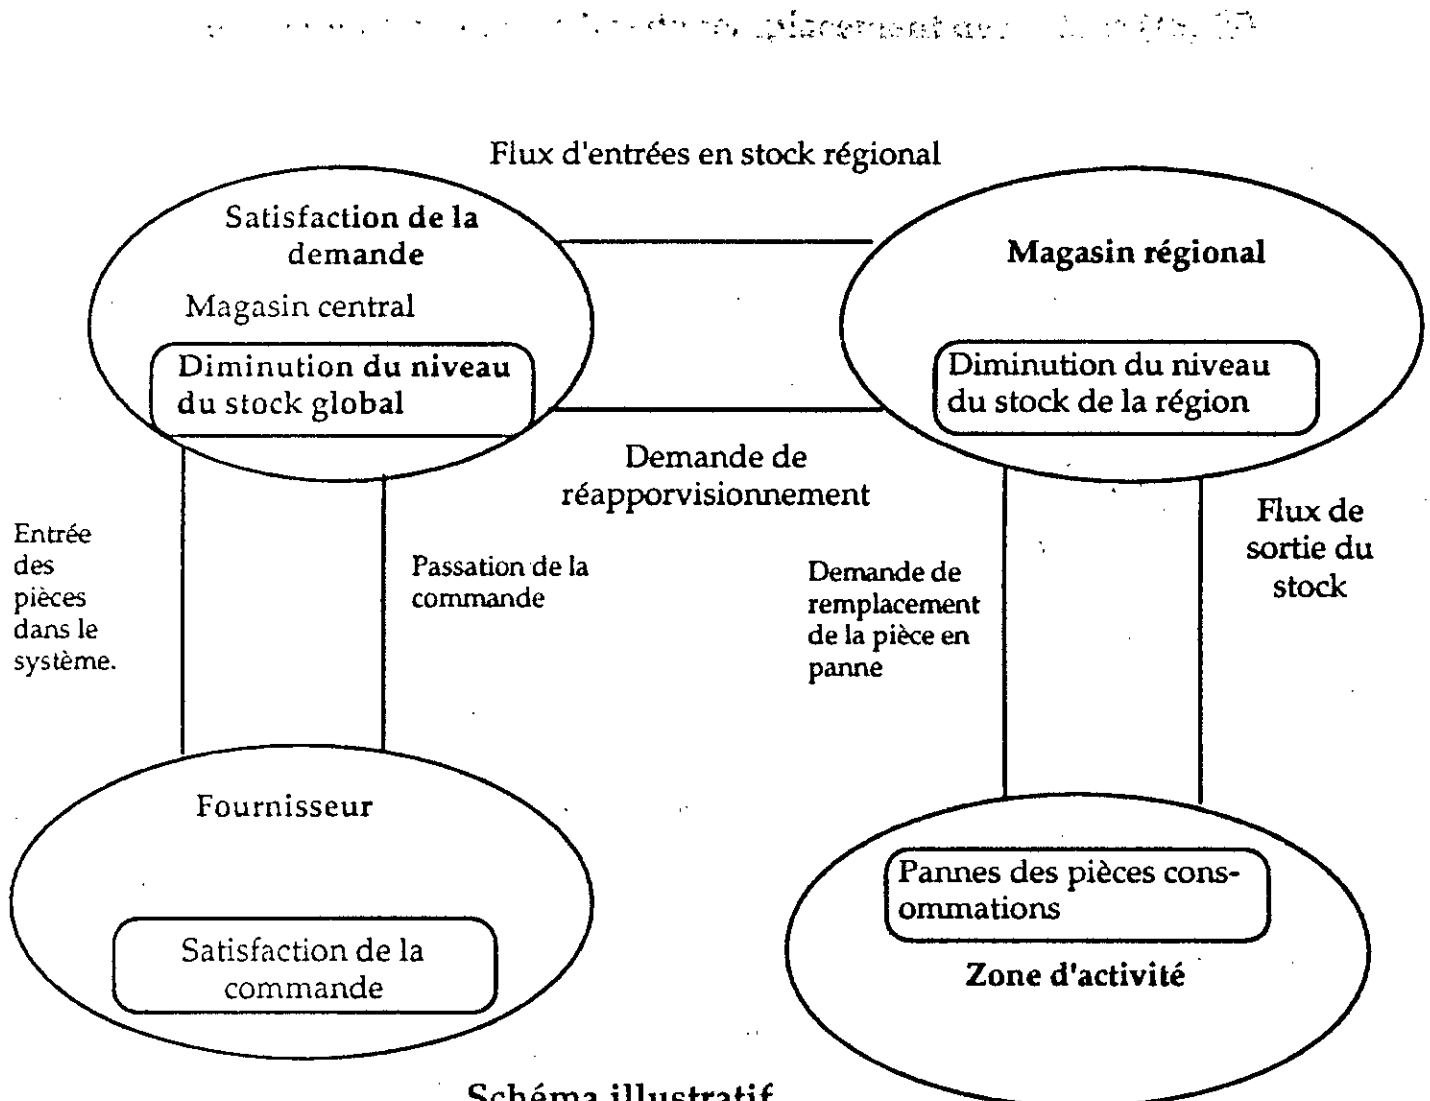 placement
Flux d'entrées en stock régional
Satisfaction de la
demande
Magasin central
Diminution du niveau
du stock global
Magasin régional
Diminution du niveau
du stock de la région
Demande de
réapporvisionnement
Entrée
des
pièces
dans le
système.
Passation de la
commande
Demande de
remplacement
de la pièce en
panne
Flux de
sortie du
stock
Fournisseur
Satisfaction de la
commande
Pannes des pièces cons-
ommations
Zone d'activité
Schéma illustratif